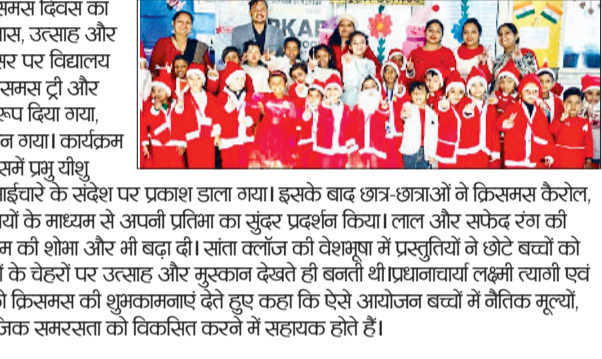 समस दिवस का
ास, उत्साह और
सर पर विद्यालय
समस ट्री और
रूप दिया गया,
न गया। कार्यक्रम
समें प्रभु यीशु
ाईचारे के संदेश पर प्रकाश डाला गया। इसके बाद छात्र-छात्राओं ने क्रिसमस कैरोल,
यों के माध्यम से अपनी प्रतिभा का सुंदर प्रदर्शन किया। लाल और सफेद रंग की
म की शोभा और भी बढ़ा दी। सांता क्लॉज की वेशभूषा में प्रस्तुतियों ने छोटे बच्चों को
ं के चेहरों पर उत्साह और मुस्कान देखते ही बनती थी।प्रधानाचार्या लक्ष्मी त्यागी एवं
ो क्रिसमस की शुभकामनाएं देते हुए कहा कि ऐसे आयोजन बच्चों में नैतिक मूल्यों,
जिक समरसता को विकसित करने में सहायक होते हैं।